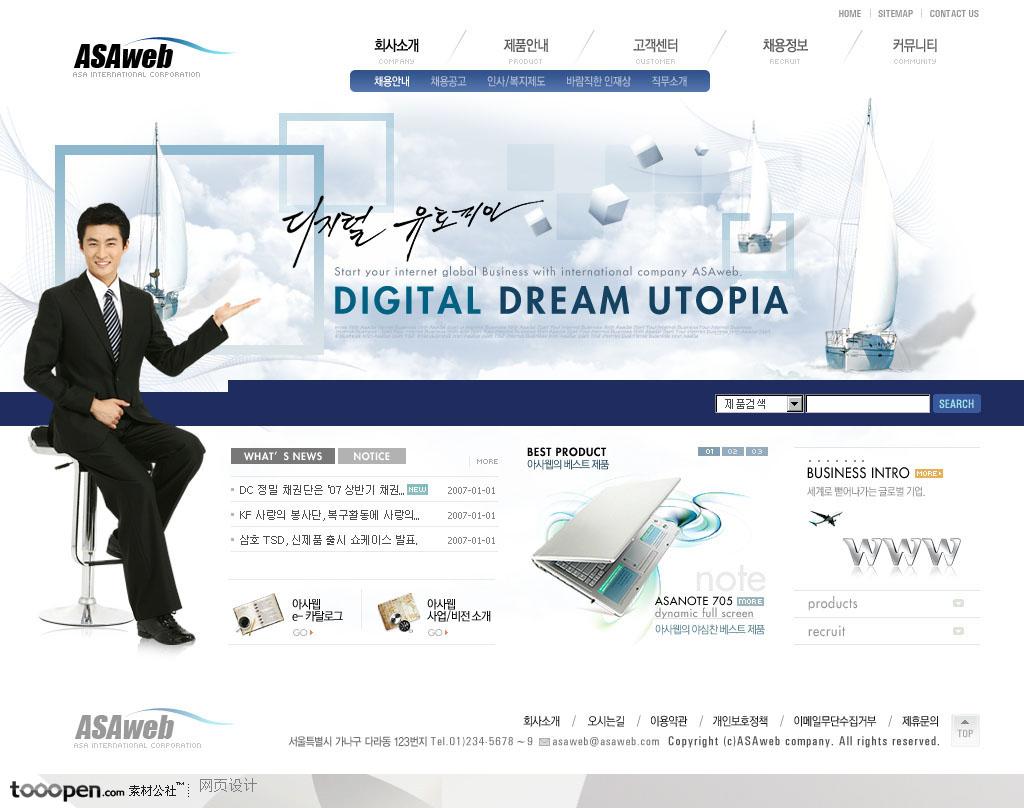 HOME | SITEMAP | CONTACT US
ASAweb
ASA INTERNATIONAL CORPORATION
회사소개 제품안내 고객센터 채용정보 커뮤니티
COMPANY PRODUCT CUSTOMER RECRUIT COMMUNITY
채용안내 채용공고 인사/복지제도 바람직한 인재상 직무소개
디지털 유토피아
Start your internet global Business with international company ASAweb.
DIGITAL DREAM UTOPIA
제품검색 SEARCH
WHAT'S NEWS NOTICE MORE
DC 정밀 채권단은 '07 상반기 채권... NEW 2007-01-01
KF 사랑의 봉사단, 복구활동에 사랑의... 2007-01-01
삼호 TSD, 신제품 출시 쇼케이스 발표. 2007-01-01
아사웹
e- 카탈로그
GO
아사웹
사업/비전 소개
GO
BEST PRODUCT 01 02 03
아사웹의 베스트 제품
note
ASANOTE 705 MORE
dynamic full screen
아사웹의 야심찬 베스트 제품
BUSINESS INTRO MORE
세계로 뻗어나가는 글로벌 기업.
WWW
products
recruit
ASAweb
ASA INTERNATIONAL CORPORATION
회사소개 / 오시는길 / 이용약관 / 개인보호정책 / 이메일무단수집거부 / 제휴문의
서울특별시 가나구 다라동 123번지 Tel.01)234-5678 ~ 9 asaweb@asaweb.com Copyright (c)ASAweb company. All rights reserved.
TOP
tooopen.com 素材公社™ 网页设计